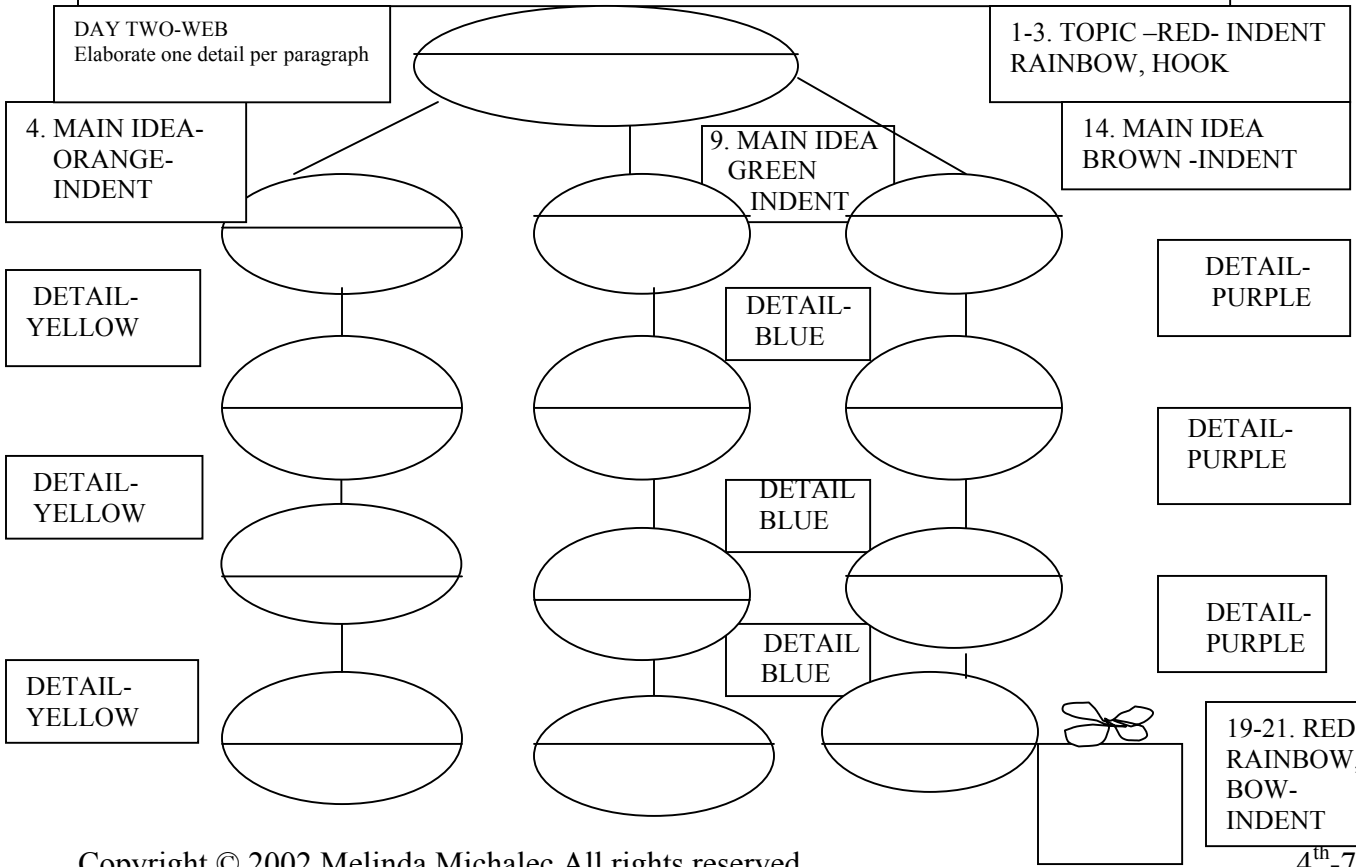 DAY TWO-WEB
Elaborate one detail per paragraph
1-3. TOPIC –RED- INDENT
RAINBOW, HOOK
4. MAIN IDEA-
ORANGE-
INDENT
9. MAIN IDEA
GREEN
INDENT
14. MAIN IDEA
BROWN -INDENT
DETAIL-
YELLOW
DETAIL-
BLUE
DETAIL-
PURPLE
DETAIL-
YELLOW
DETAIL
BLUE
DETAIL-
PURPLE
DETAIL-
YELLOW
DETAIL
BLUE
DETAIL-
PURPLE
19-21. RED
RAINBOW,
BOW-
INDENT
Copyright © 2002 Melinda Michalec All rights reserved
4th-7